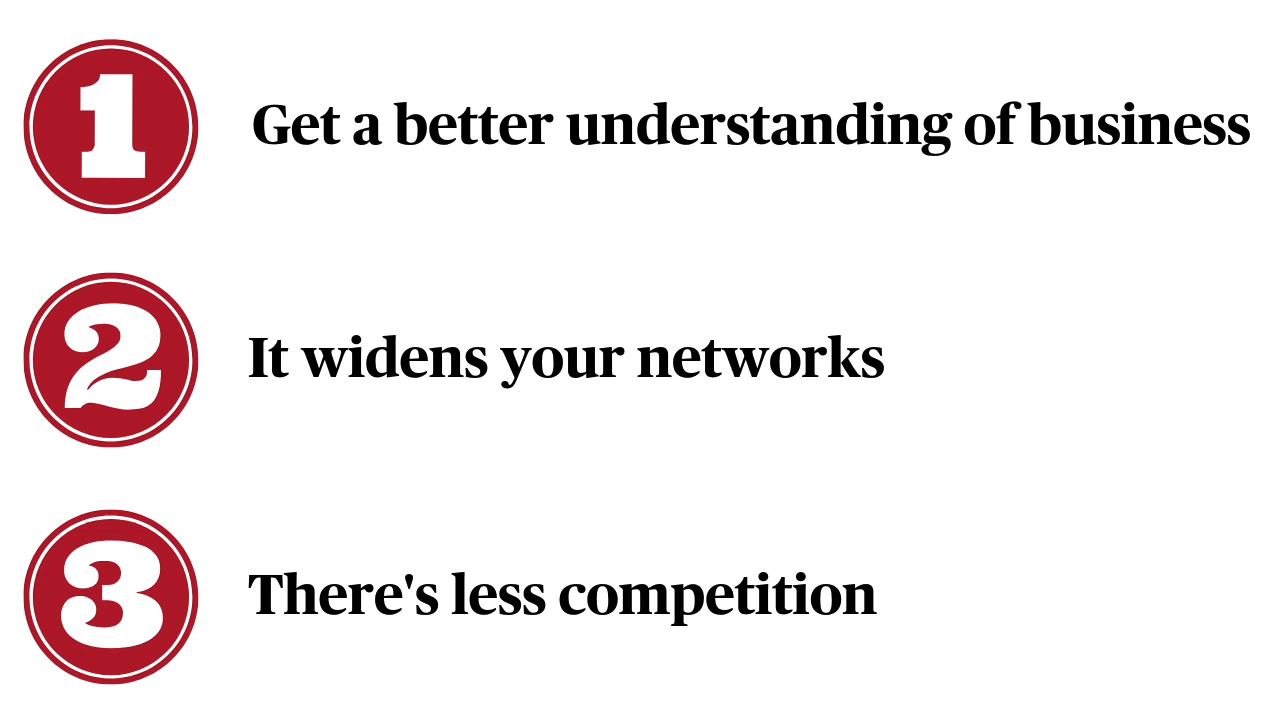 1 Get a better understanding of business
2 It widens your networks
3 There's less competition